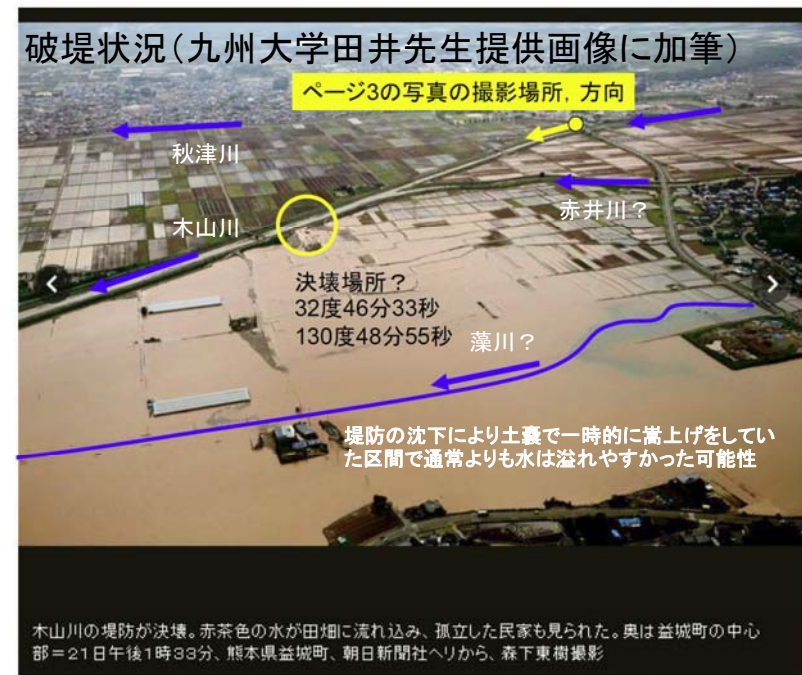 破堤状況(九州大学田井先生提供画像に加筆)
ページ3の写真の撮影場所, 方向
秋津川
赤井川?
木山川
決壊場所?
32度46分33秒
130度48分55秒
藻川?
堤防の沈下により土嚢で一時的に嵩上げをしてい
た区間で通常よりも水は溢れやすかった可能性
木山川の堤防が決壊。赤茶色の水が田畑に流れ込み、孤立した民家も見られた。奥は益城町の中心
部=21日午後1時33分、熊本県益城町、朝日新聞社ヘリから、森下東樹撮影